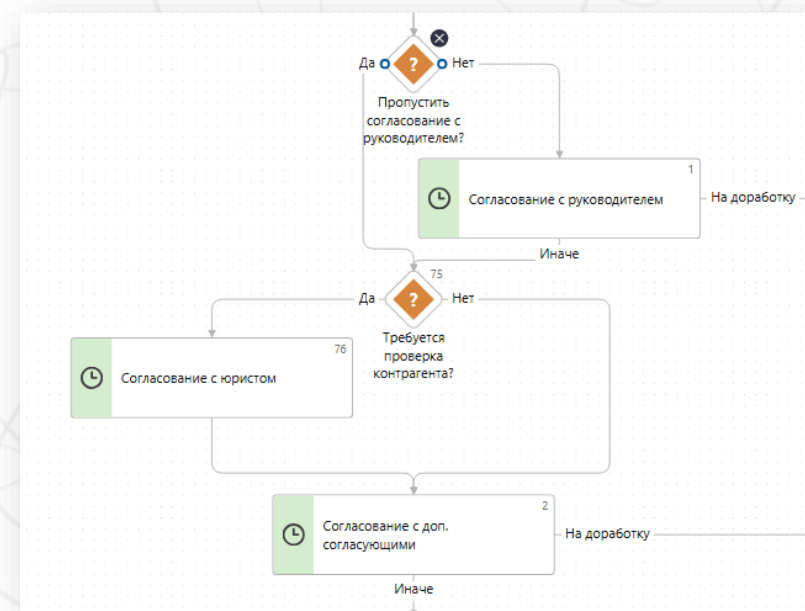 Да
?
Нет
Пропустить
согласование с
руководителем?
1
Согласование с руководителем
На доработку
Иначе
75
Да
?
Нет
Требуется
проверка
контрагента?
76
Согласование с юристом
2
Согласование с доп.
согласующими
На доработку
Иначе